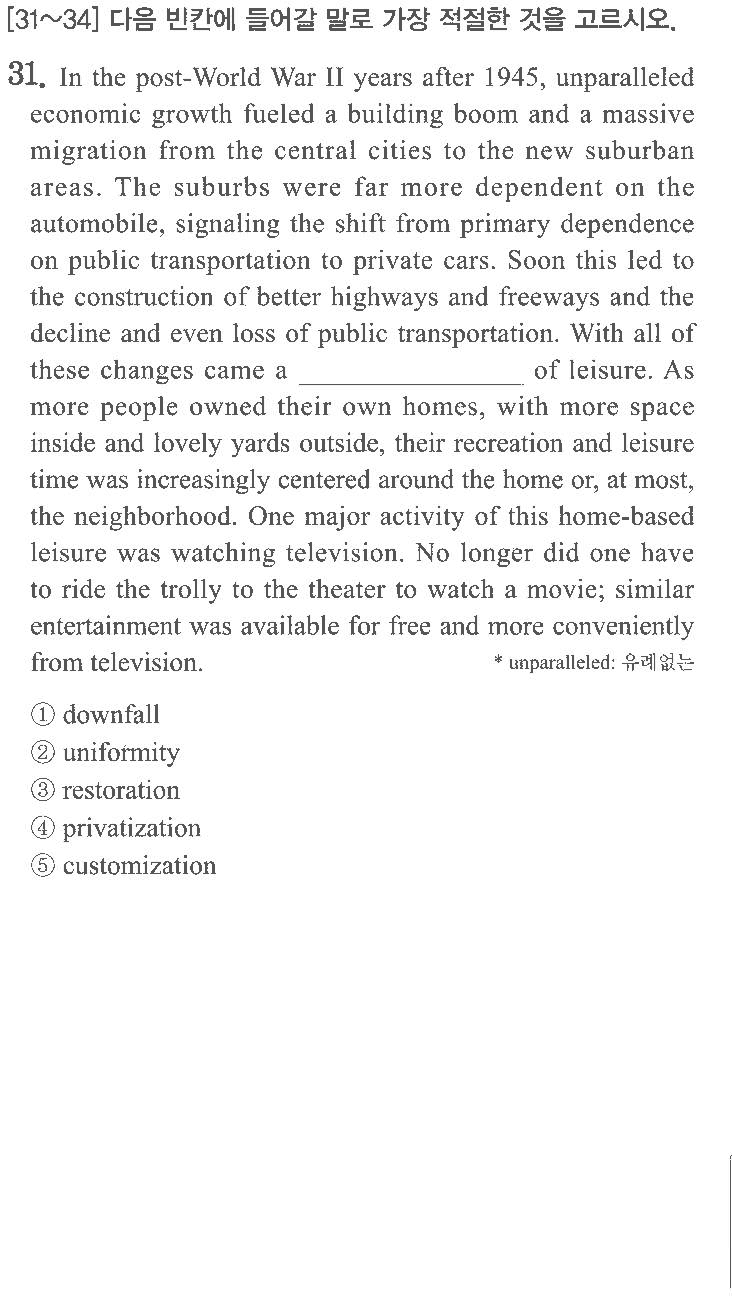 [31~34] 다음 빈칸에 들어갈 말로 가장 적절한 것을 고르시오.
31. In the post-World War II years after 1945, unparalleled
economic growth fueled a building boom and a massive
migration from the central cities to the new suburban
areas. The suburbs were far more dependent on the
automobile, signaling the shift from primary dependence
on public transportation to private cars. Soon this led to
the construction of better highways and freeways and the
decline and even loss of public transportation. With all of
these changes came a ____________ of leisure. As
more people owned their own homes, with more space
inside and lovely yards outside, their recreation and leisure
time was increasingly centered around the home or, at most,
the neighborhood. One major activity of this home-based
leisure was watching television. No longer did one have
to ride the trolly to the theater to watch a movie; similar
entertainment was available for free and more conveniently
from television. * unparalleled: 유례없는
① downfall
② uniformity
③ restoration
④ privatization
⑤ customization